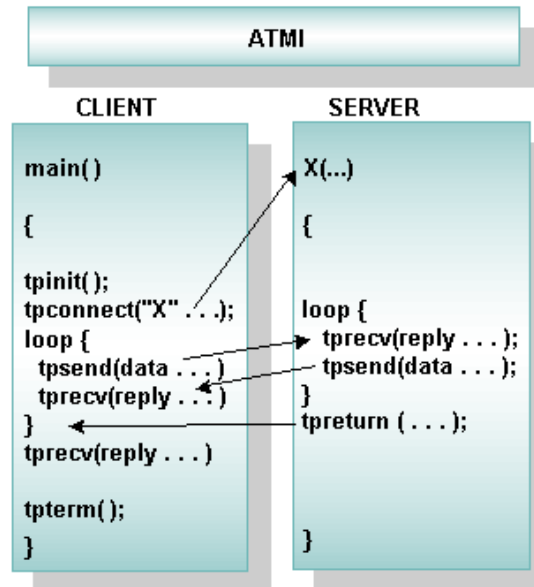 ATMI
CLIENT
main( )
{
tpinit( );
tpconnect("X" . . .);
loop {
tpsend(data . . .)
tprecv(reply . . .)
}
tprecv(reply . . .)
tpterm( );
}
SERVER
X(...)
{
loop {
tprecv(reply . . .);
tpsend(data . . .);
}
tpreturn ( . . .);
}